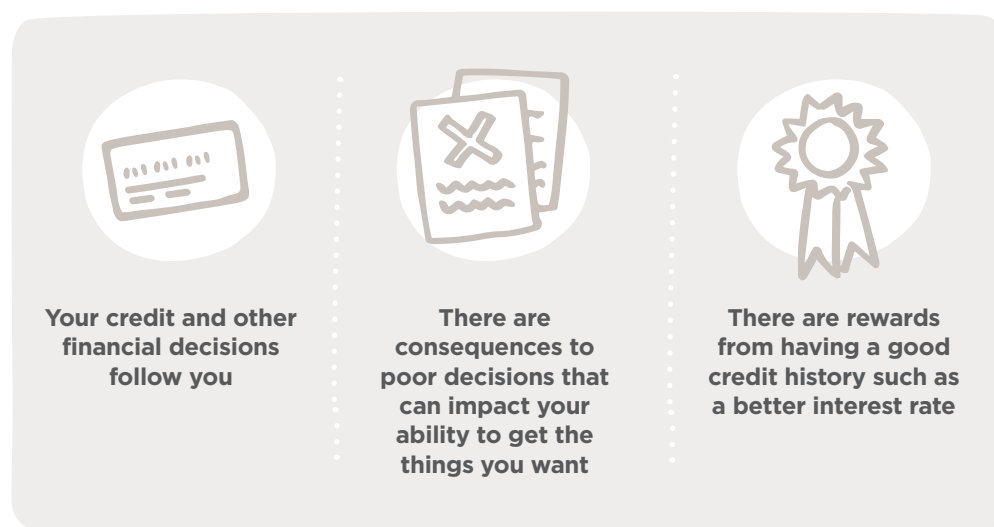 Your credit and other
financial decisions
follow you
There are
consequences to
poor decisions that
can impact your
ability to get the
things you want
There are rewards
from having a good
credit history such as
a better interest rate